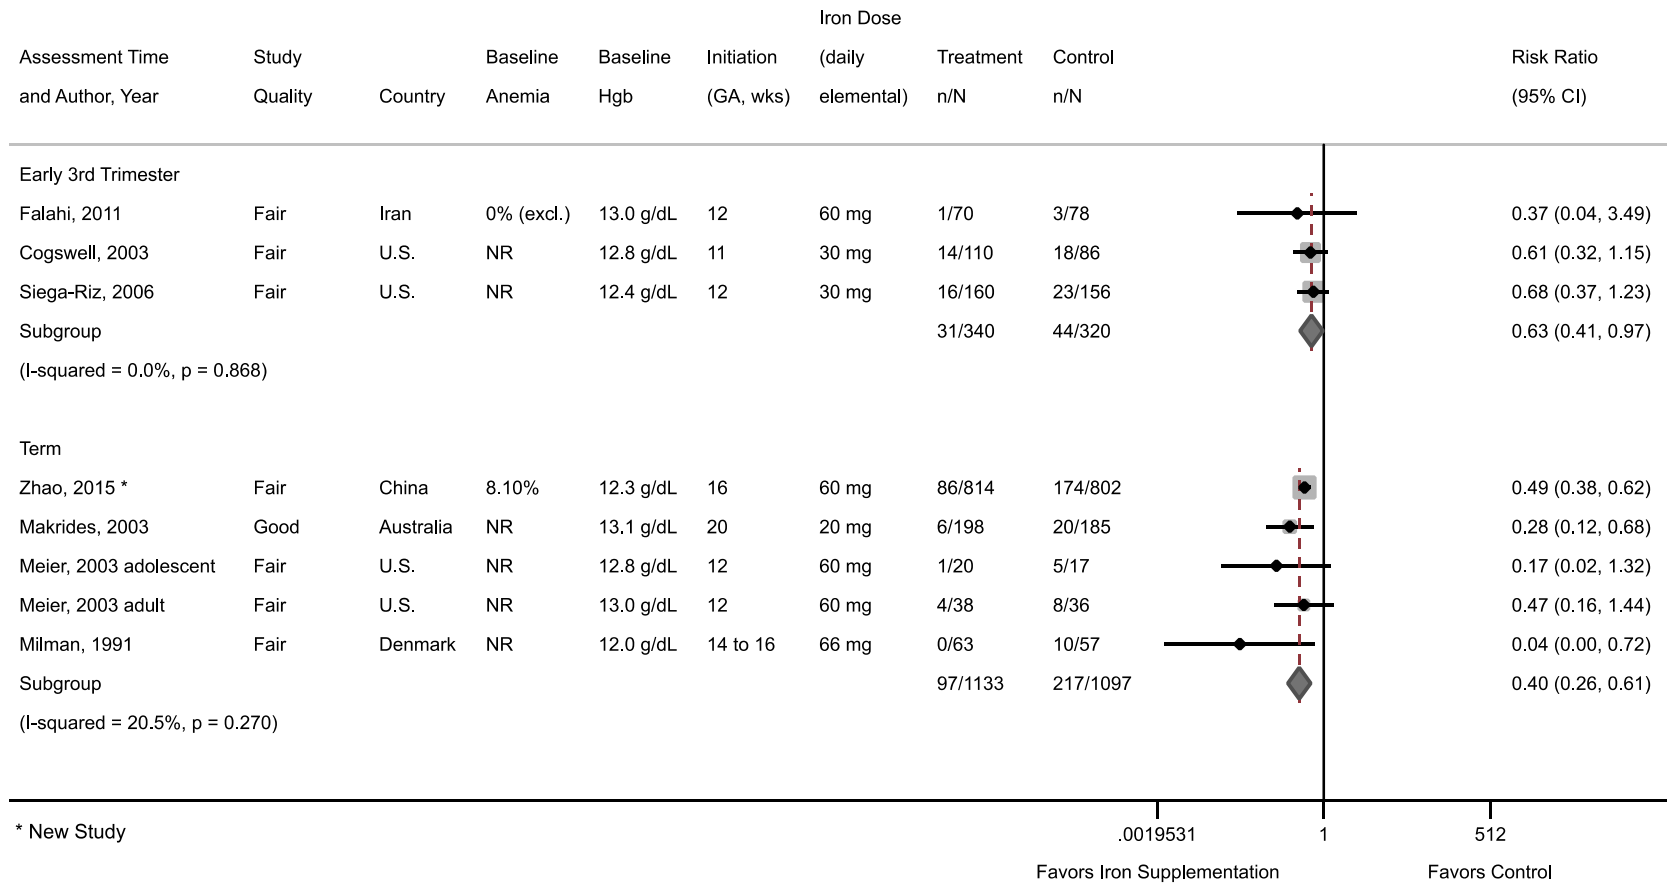 Iron Dose
Assessment Time Study Baseline Baseline Initiation (daily Treatment Control Risk Ratio
and Author, Year Quality Country Anemia Hgb (GA, wks) elemental) n/N n/N (95% CI)
Early 3rd Trimester
Falahi, 2011 Fair Iran 0% (excl.) 13.0 g/dL 12 60 mg 1/70 3/78 0.37 (0.04, 3.49)
Cogswell, 2003 Fair U.S. NR 12.8 g/dL 11 30 mg 14/110 18/86 0.61 (0.32, 1.15)
Siega-Riz, 2006 Fair U.S. NR 12.4 g/dL 12 30 mg 16/160 23/156 0.68 (0.37, 1.23)
Subgroup 31/340 44/320 0.63 (0.41, 0.97)
(I-squared = 0.0%, p = 0.868)
Term
Zhao, 2015 * Fair China 8.10% 12.3 g/dL 16 60 mg 86/814 174/802 0.49 (0.38, 0.62)
Makrides, 2003 Good Australia NR 13.1 g/dL 20 20 mg 6/198 20/185 0.28 (0.12, 0.68)
Meier, 2003 adolescent Fair U.S. NR 12.8 g/dL 12 60 mg 1/20 5/17 0.17 (0.02, 1.32)
Meier, 2003 adult Fair U.S. NR 13.0 g/dL 12 60 mg 4/38 8/36 0.47 (0.16, 1.44)
Milman, 1991 Fair Denmark NR 12.0 g/dL 14 to 16 66 mg 0/63 10/57 0.04 (0.00, 0.72)
Subgroup 97/1133 217/1097 0.40 (0.26, 0.61)
(I-squared = 20.5%, p = 0.270)
* New Study .0019531 1 512
Favors Iron Supplementation Favors Control